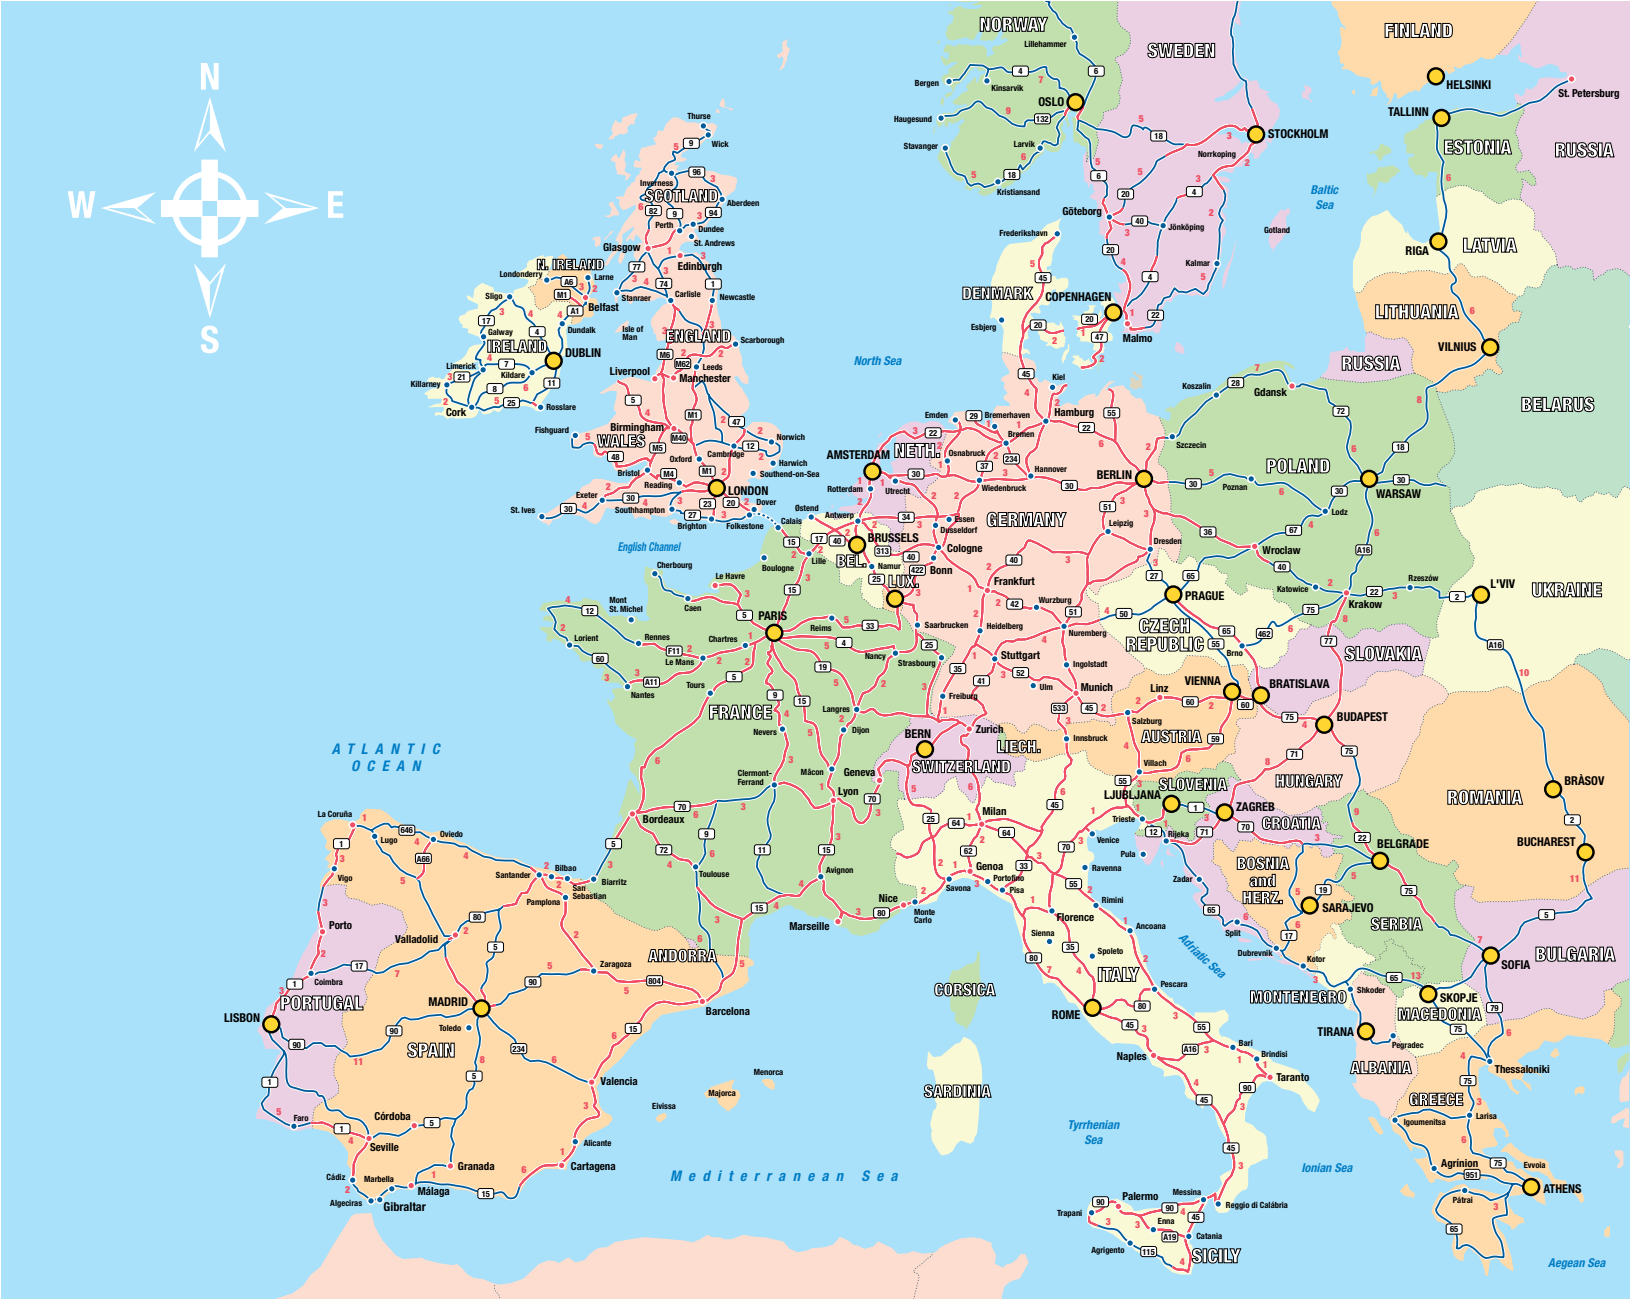 N
W
E
S
NORWAY
Lillehammer
SWEDEN
FINLAND
HELSINKI
St. Petersburg
TALLINN
ESTONIA
RUSSIA
Bergen
Kinsarvik
OSLO
Haugesund
Stavanger
Larvik
Kristiansand
STOCKHOLM
Norrkoping
Göteborg
Jönköping
Kalmar
Gotland
Baltic
Sea
RIGA
LATVIA
LITHUANIA
VILNIUS
RUSSIA
BELARUS
Thurse
Wick
Inverness
SCOTLAND
Aberdeen
Perth
Dundee
St. Andrews
Glasgow
Edinburgh
N. IRELAND
Londonderry
Larne
Belfast
Stanraer
Carlisle
Newcastle
Sligo
Galway
IRELAND
Dundalk
DUBLIN
Isle of
Man
ENGLAND
Scarborough
Limerick
Kildare
Killarney
Cork
Rosslare
Leeds
Liverpool
Manchester
Fishguard
WALES
Birmingham
Norwich
Cambridge
Oxford
Harwich
Bristol
Reading
Southend-on-Sea
LONDON
Exeter
St. Ives
Southhampton
Brighton
Folkestone
Dover
North Sea
English Channel
Frederikshavn
DENMARK
COPENHAGEN
Esbjerg
Malmo
Kiel
Hamburg
Emden
Bremerhaven
Bremen
AMSTERDAM
NETH.
Osnabruck
Hannover
Wiedenbruck
Rotterdam
Utrecht
BERLIN
Koszalin
Gdansk
Szczecin
POLAND
Poznan
WARSAW
Lodz
Ostend
Antwerp
Calais
BRUSSELS
BEL.
Lille
Namur
Essen
Dusseldorf
Cologne
Bonn
GERMANY
Leipzig
Dresden
Wroclaw
Katowice
Krakow
Rzeszów
L'VIV
UKRAINE
Boulogne
Cherbourg
Le Havre
Caen
LUX.
Frankfurt
Wurzburg
PRAGUE
CZECH
REPUBLIC
Brno
SLOVAKIA
Mont
St. Michel
Lorient
Rennes
Le Mans
Chartres
PARIS
Reims
Saarbrucken
Heidelberg
Nuremberg
Nancy
Strasbourg
Stuttgart
Ingolstadt
Ulm
Munich
Nantes
Tours
FRANCE
Langres
Freiburg
Linz
VIENNA
BRATISLAVA
Salzburg
AUSTRIA
BUDAPEST
Nevers
Dijon
BERN
Zurich
LIECH.
SWITZERLAND
Innsbruck
Villach
HUNGARY
ATLANTIC
OCEAN
Clermont-
Ferrand
Mâcon
Geneva
Lyon
SLOVENIA
LJUBLJANA
ZAGREB
CROATIA
ROMANIA
BRÂSOV
BUCHAREST
Milan
Trieste
Rijeka
Venice
Pula
Bordeaux
La Coruña
Lugo
Oviedo
Vigo
Santander
Bilbao
San
Sebastian
Biarritz
Pamplona
Toulouse
Avignon
Genoa
Portofino
Savona
Pisa
Ravenna
Zadar
BOSNIA
and
HERZ.
BELGRADE
SARAJEVO
SERBIA
Nice
Monte
Carlo
Marseille
Florence
Rimini
Ancoana
Sienna
Spoleto
Split
Dubrevnik
Adriatic Sea
Kotor
Porto
Valladolid
Zaragoza
ANDORRA
CORSICA
ITALY
Pescara
MONTENEGRO
Shkoder
SOFIA
BULGARIA
SKOPJE
MACEDONIA
Coimbra
PORTUGAL
LISBON
MADRID
Toledo
SPAIN
Barcelona
ROME
Naples
Bari
Brindisi
Taranto
TIRANA
Pegradec
ALBANIA
Thessaloniki
Valencia
Menorca
Majorca
Eivissa
SARDINIA
GREECE
Igoumenitsa
Larisa
Faro
Córdoba
Seville
Alicante
Cartagena
Granada
Cádiz
Marbella
Málaga
Algeciras
Gibraltar
Mediterranean Sea
Tyrrhenian
Sea
Ionian Sea
Agrinion
Evvoia
ATHENS
Pátrai
Palermo
Messina
Trapani
Enna
Reggio di Calábria
Catania
Agrigento
SICILY
Aegean Sea